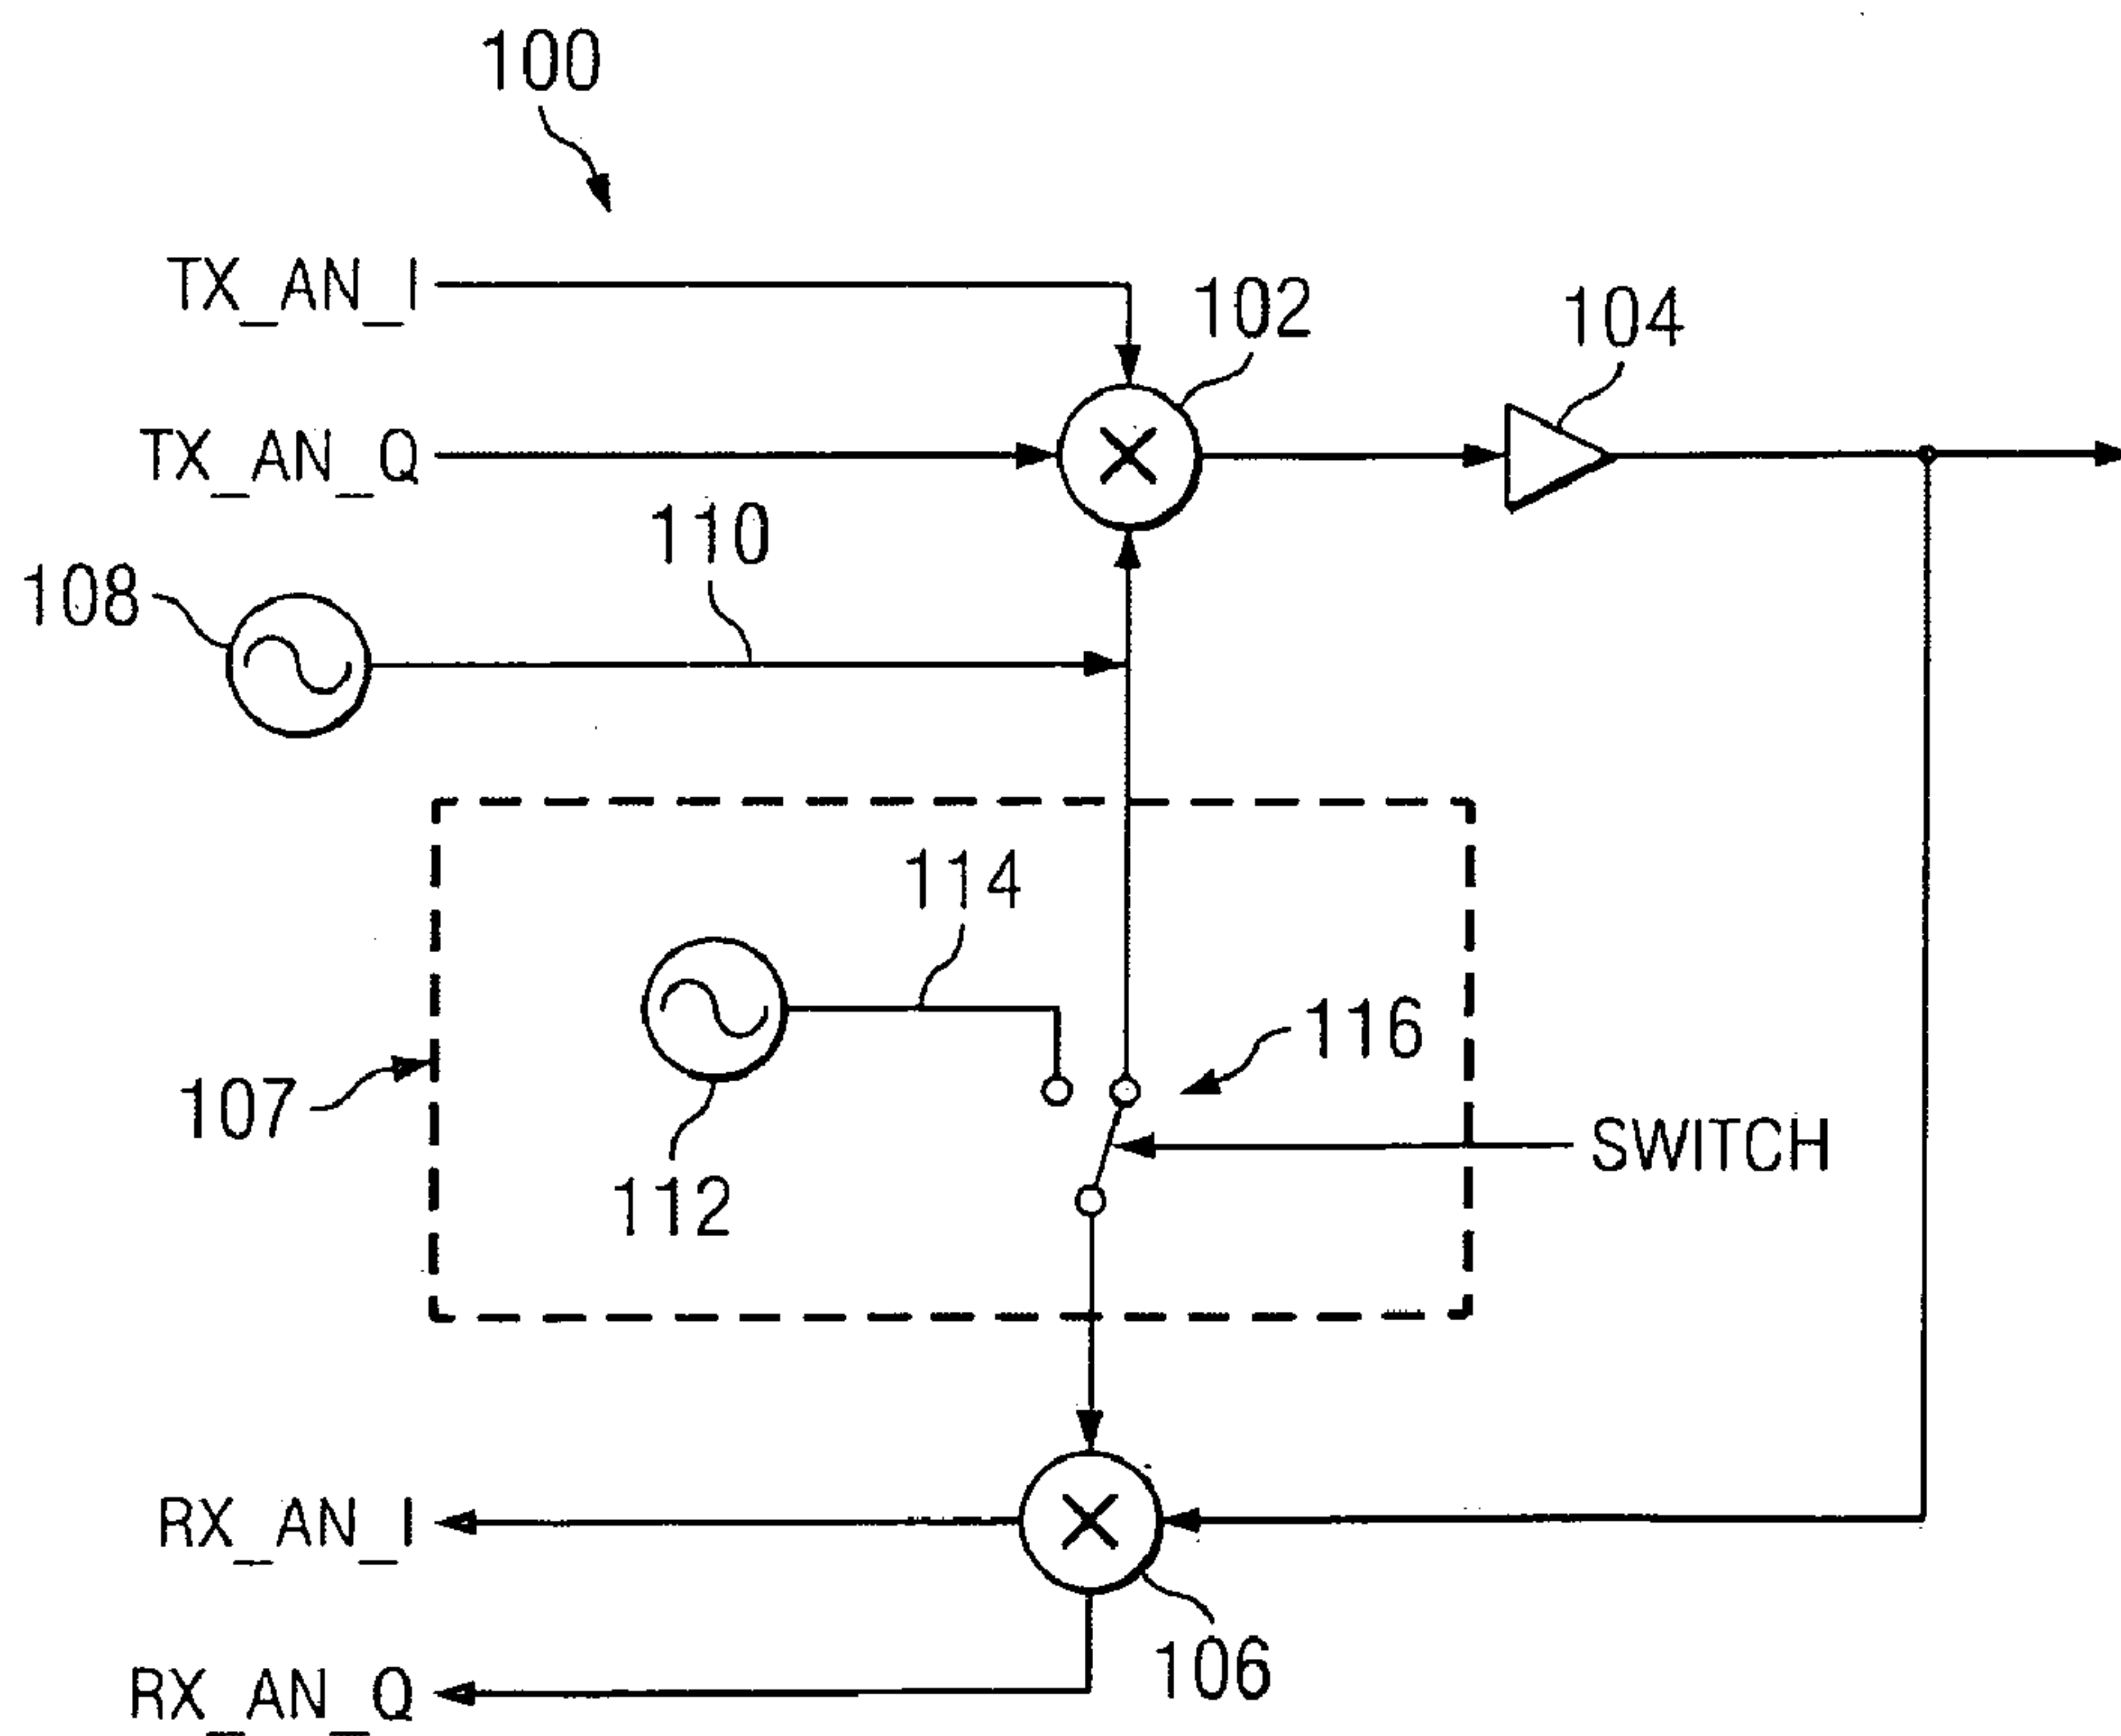 100
TX_AN_I
102
104
TX_AN_Q
110
108
114
116
107
SWITCH
112
RX_AN_I
106
RX_AN_Q